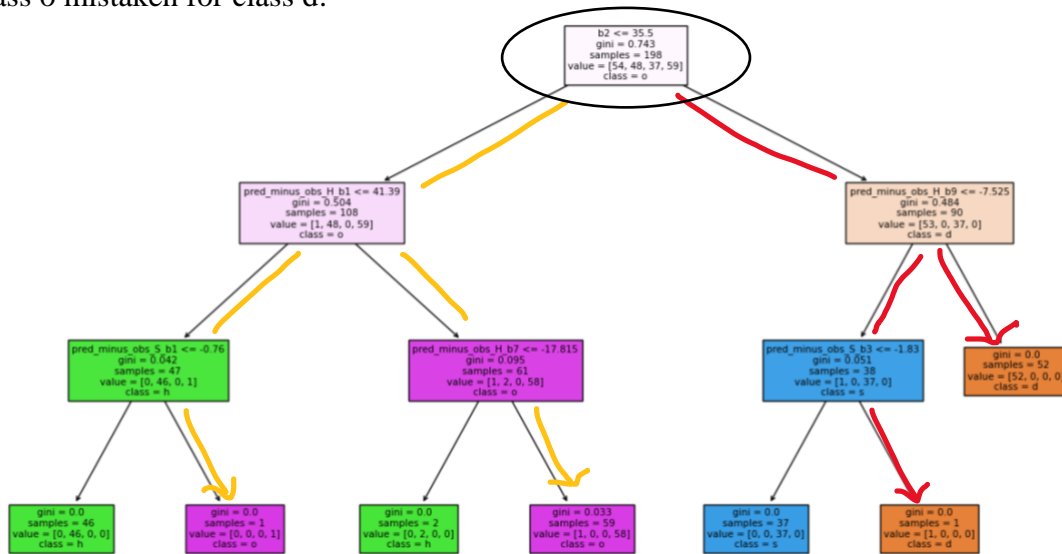 ass o mistaken for class d.
b2 <= 35.5
gini = 0.743
samples = 198
value = [54, 48, 37, 59]
class = o
pred_minus_obs_H_b1 <= 41.39
gini = 0.504
samples = 108
value = [1, 48, 0, 59]
class = o
pred_minus_obs_H_b9 <= -7.525
gini = 0.484
samples = 90
value = [53, 0, 37, 0]
class = d
pred_minus_obs_S_b1 <= -0.76
gini = 0.042
samples = 47
value = [0, 46, 0, 1]
class = h
pred_minus_obs_H_b7 <= -17.815
gini = 0.095
samples = 61
value = [1, 2, 0, 58]
class = o
pred_minus_obs_S_b3 <= -1.83
gini = 0.051
samples = 38
value = [1, 0, 37, 0]
class = s
gini = 0.0
samples = 52
value = [52, 0, 0, 0]
class = d
gini = 0.0
samples = 46
value = [0, 46, 0, 0]
class = h
gini = 0.0
samples = 1
value = [0, 0, 0, 1]
class = o
gini = 0.0
samples = 2
value = [0, 2, 0, 0]
class = h
gini = 0.033
samples = 59
value = [1, 0, 0, 58]
class = o
gini = 0.0
samples = 37
value = [0, 0, 37, 0]
class = s
gini = 0.0
samples = 1
value = [1, 0, 0, 0]
class = d